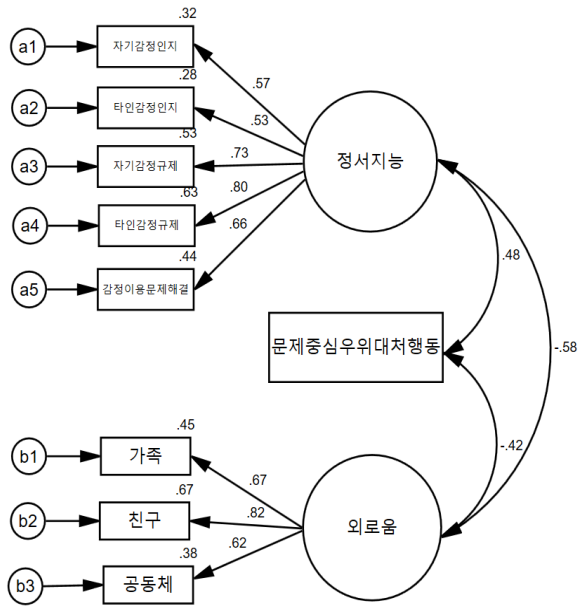 .32
a1
자기감정인지
.57
.28
a2
타인감정인지
.53
.53
a3
자기감정규제
.73
정서지능
.63
a4
타인감정규제
.80
.44
a5
감정이용문제해결
.66
.48
문제중심우위대처행동
-.58
-.42
.45
b1
가족
.67
.67
b2
친구
.82
외로움
.38
b3
공동체
.62